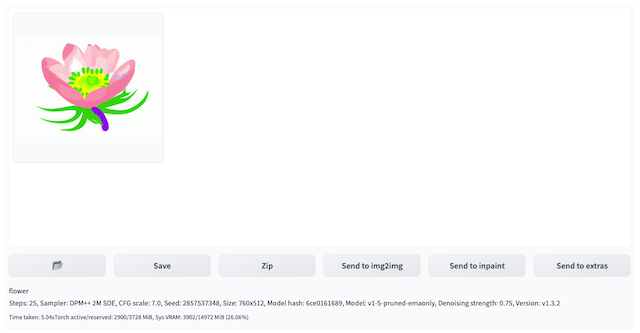 Save
Zip
Send to img2img
Send to inpaint
Send to extras
flower
Steps: 25, Sampler: DPM++ 2M SDE, CFG scale: 7.0, Seed: 2857537348, Size: 760x512, Model hash: 6ce0161689, Model: v1-5-pruned-emaonly, Denoising strength: 0.75, Version: v1.3.2
Time taken: 5.04sTorch active/reserved: 2900/3728 MiB, Sys VRAM: 3902/14972 MiB (26.06%)